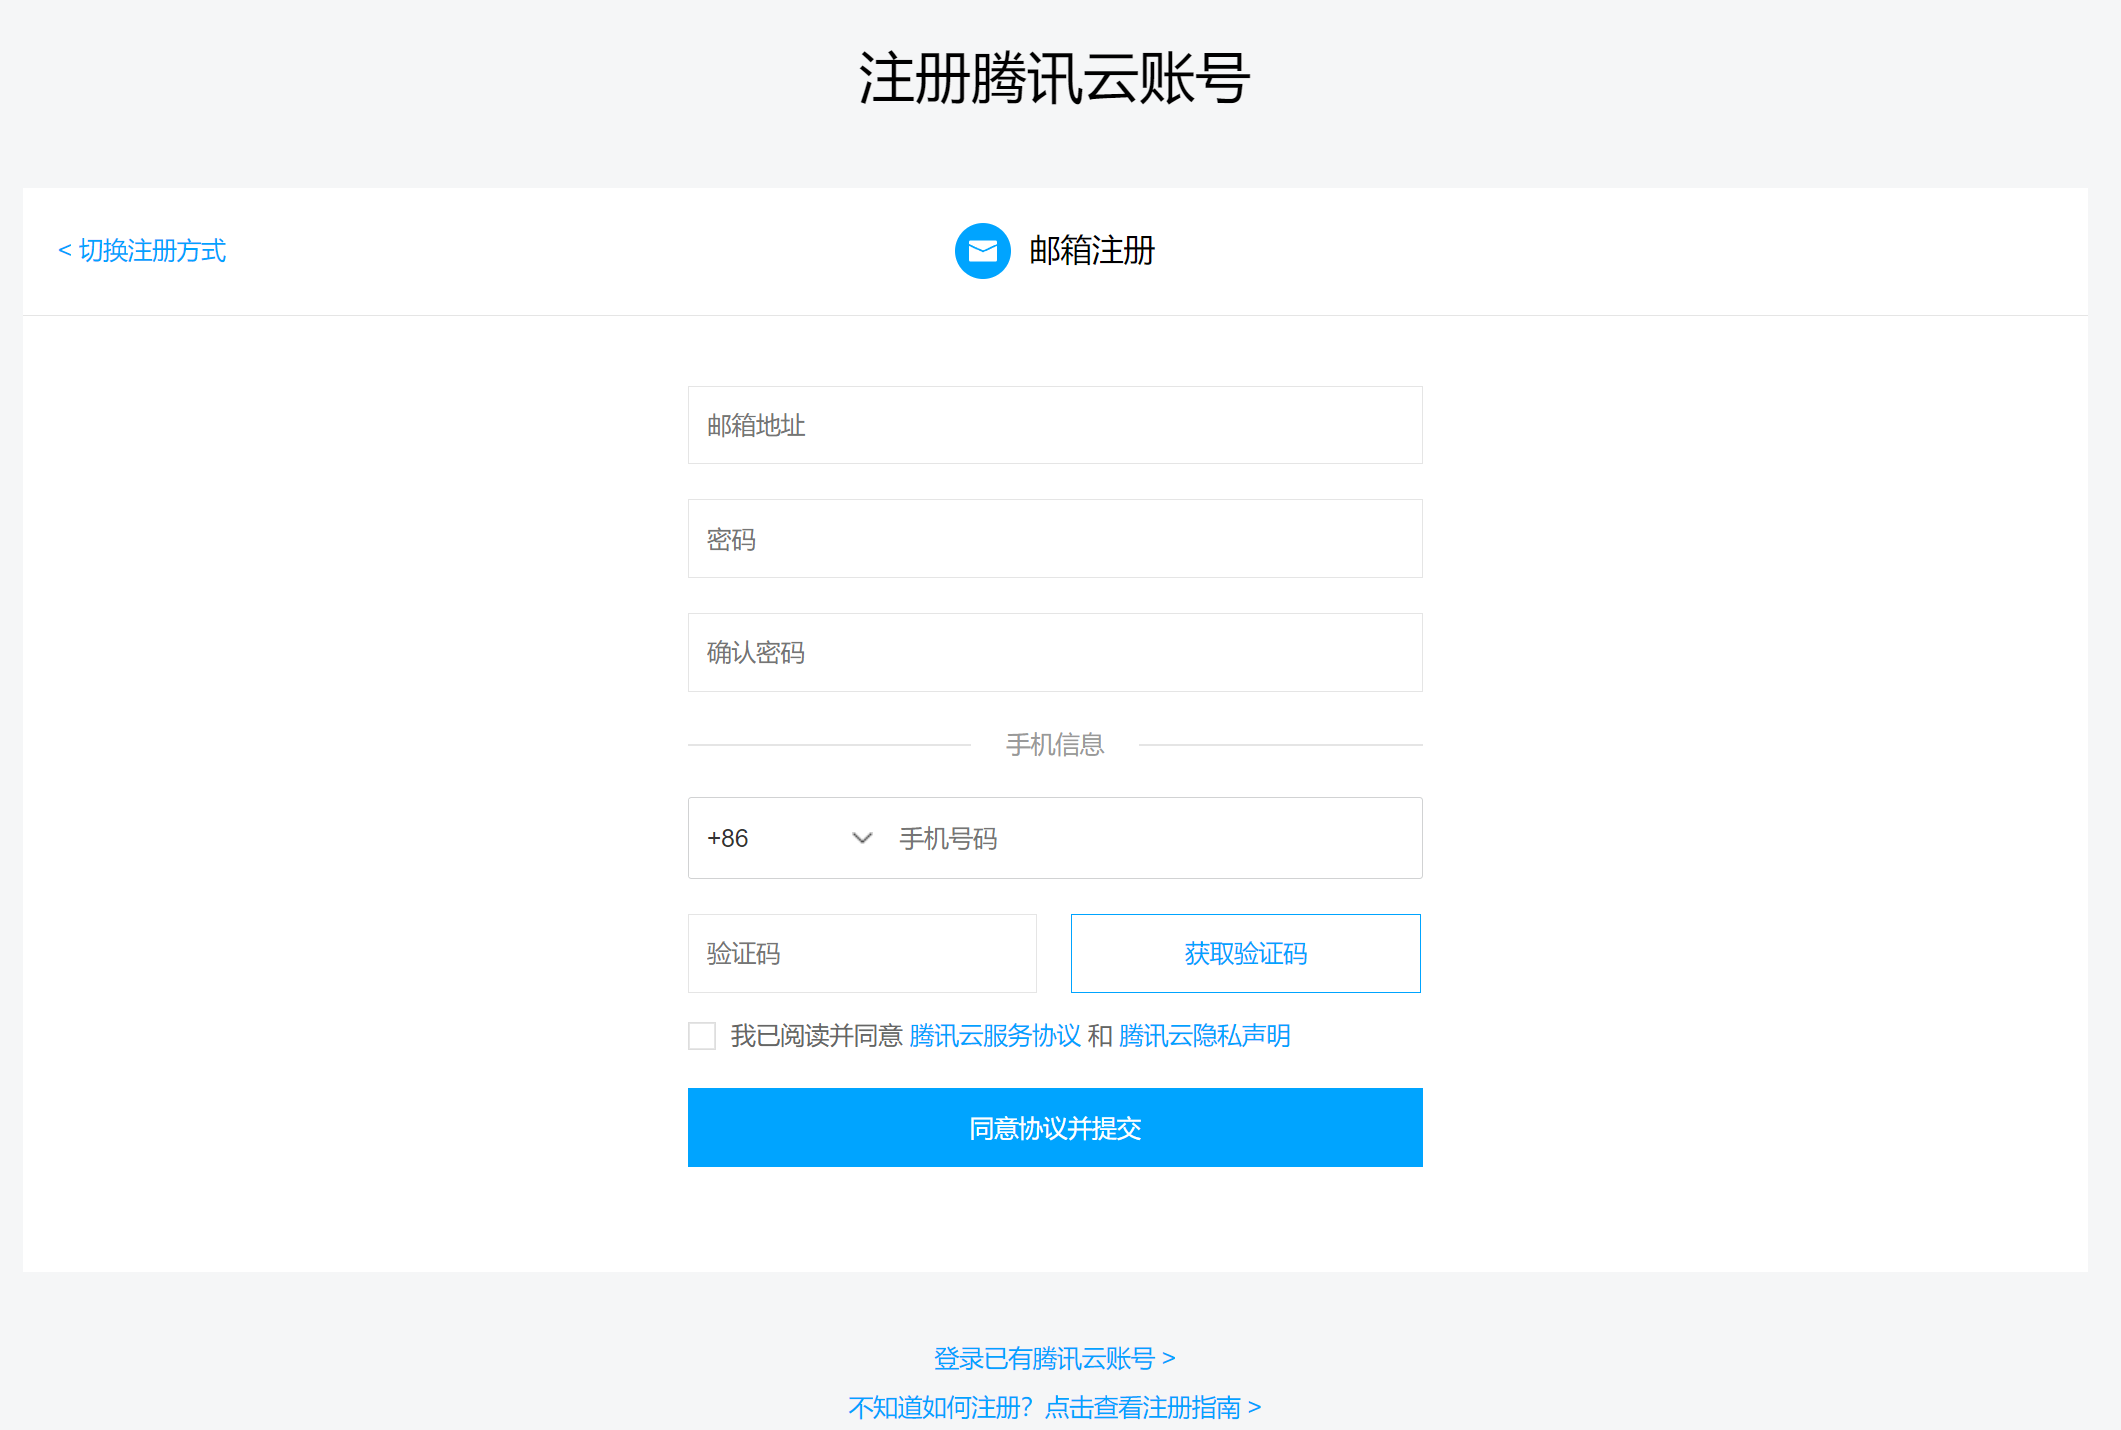 注册腾讯云账号
< 切换注册方式
邮箱注册
邮箱地址
密码
确认密码
手机信息
+86 手机号码
验证码 获取验证码
我已阅读并同意 腾讯云服务协议 和 腾讯云隐私声明
同意协议并提交
登录已有腾讯云账号 >
不知道如何注册？点击查看注册指南 >